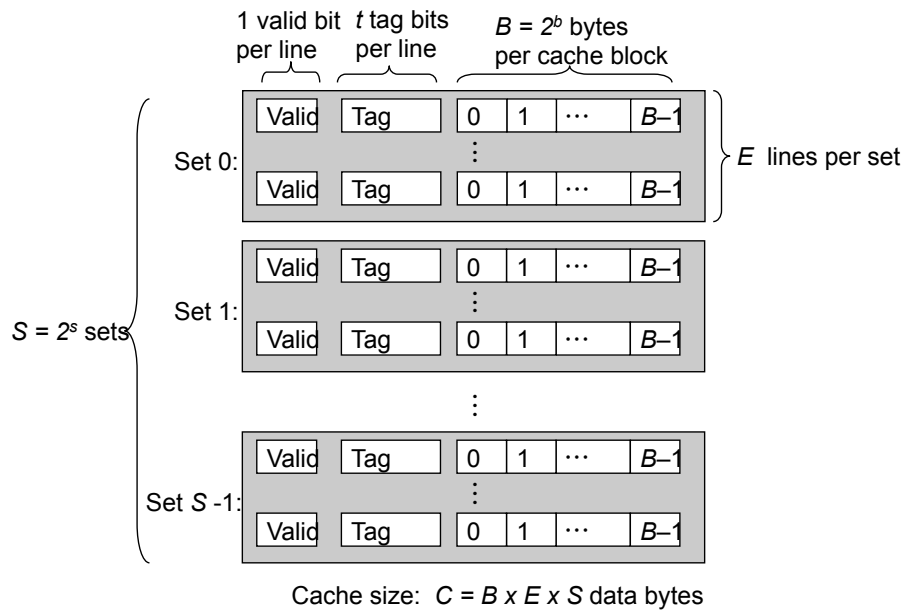 1 valid bit per line
t tag bits per line
B = 2^b bytes per cache block
Valid Tag 0 1 ··· B–1
⋮
Set 0:
E lines per set
Valid Tag 0 1 ··· B–1
Valid Tag 0 1 ··· B–1
⋮
Set 1:
S = 2^s sets
Valid Tag 0 1 ··· B–1
⋮
Valid Tag 0 1 ··· B–1
⋮
Set S -1:
Valid Tag 0 1 ··· B–1
Cache size: C = B x E x S data bytes